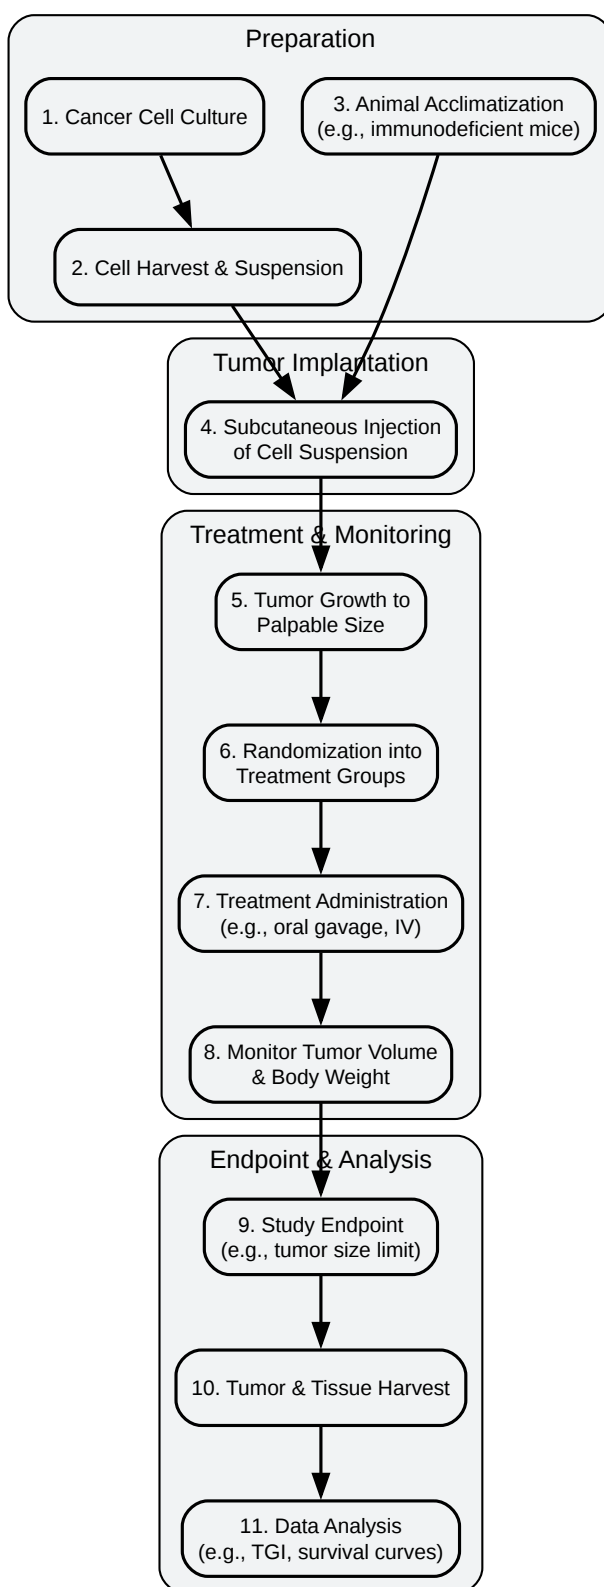 Preparation
1. Cancer Cell Culture
3. Animal Acclimatization
(e.g., immunodeficient mice)
2. Cell Harvest & Suspension
Tumor Implantation
4. Subcutaneous Injection
of Cell Suspension
Treatment & Monitoring
5. Tumor Growth to
Palpable Size
6. Randomization into
Treatment Groups
7. Treatment Administration
(e.g., oral gavage, IV)
8. Monitor Tumor Volume
& Body Weight
Endpoint & Analysis
9. Study Endpoint
(e.g., tumor size limit)
10. Tumor & Tissue Harvest
11. Data Analysis
(e.g., TGI, survival curves)